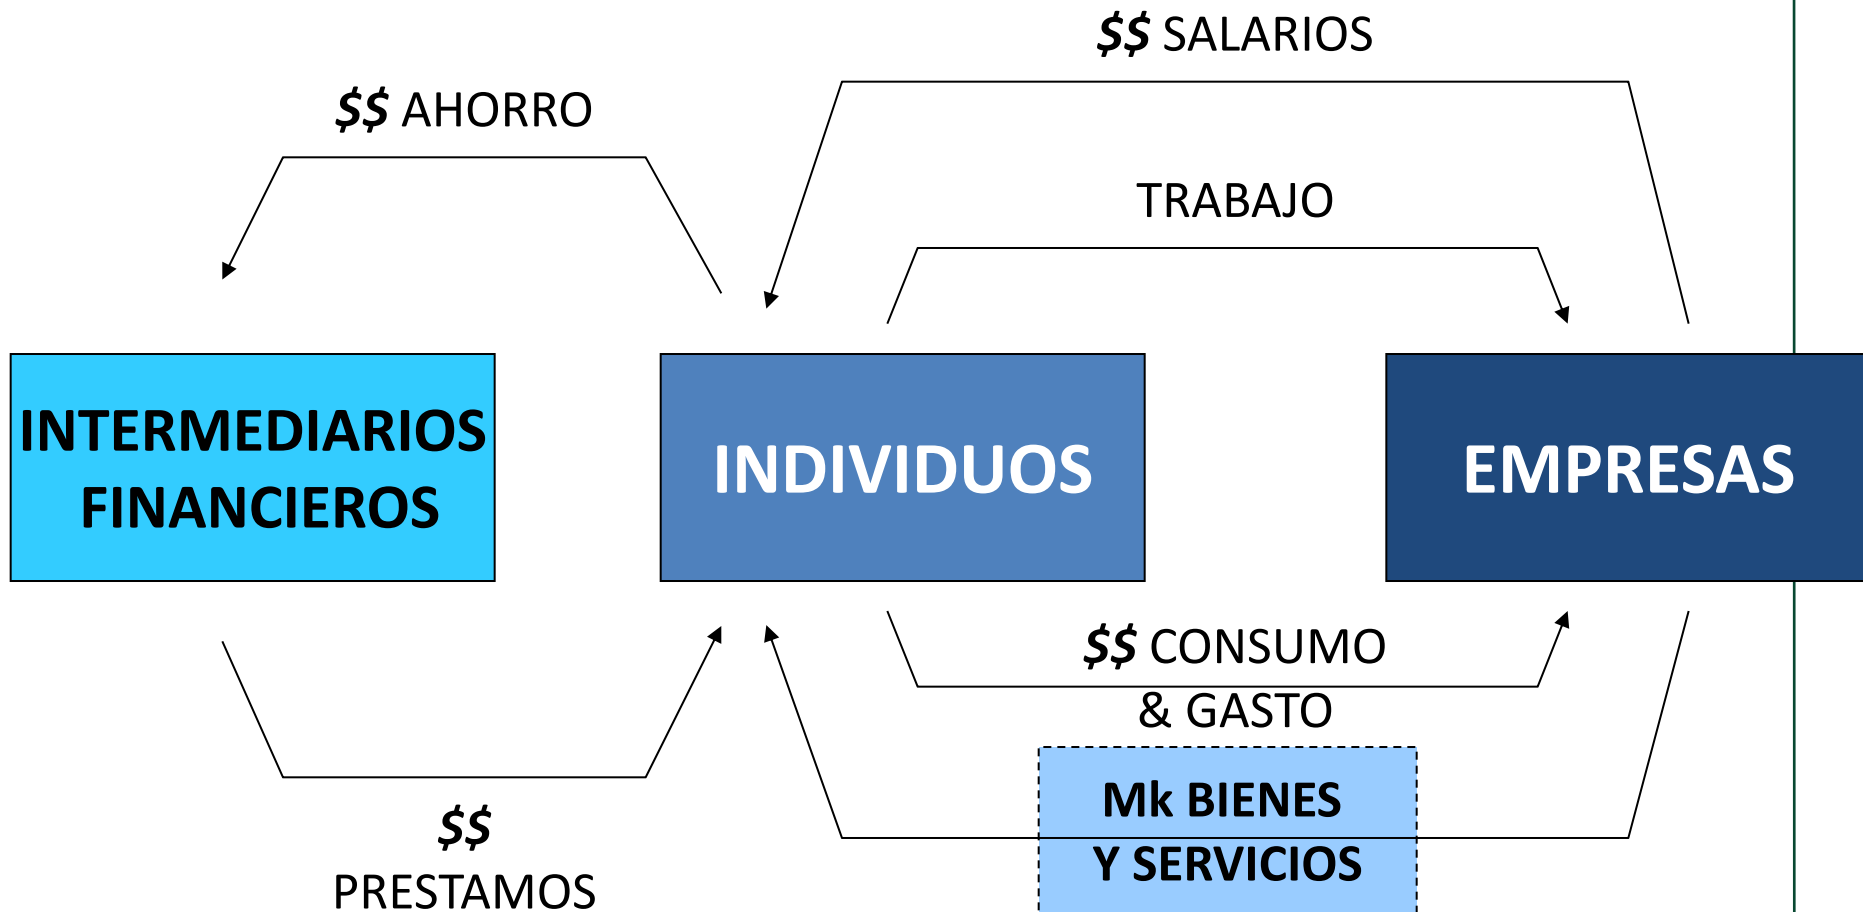 $$ SALARIOS
$$ AHORRO
TRABAJO
INTERMEDIARIOS
FINANCIEROS
INDIVIDUOS
EMPRESAS
$$ CONSUMO
& GASTO
Mk BIENES
Y SERVICIOS
$$
PRESTAMOS